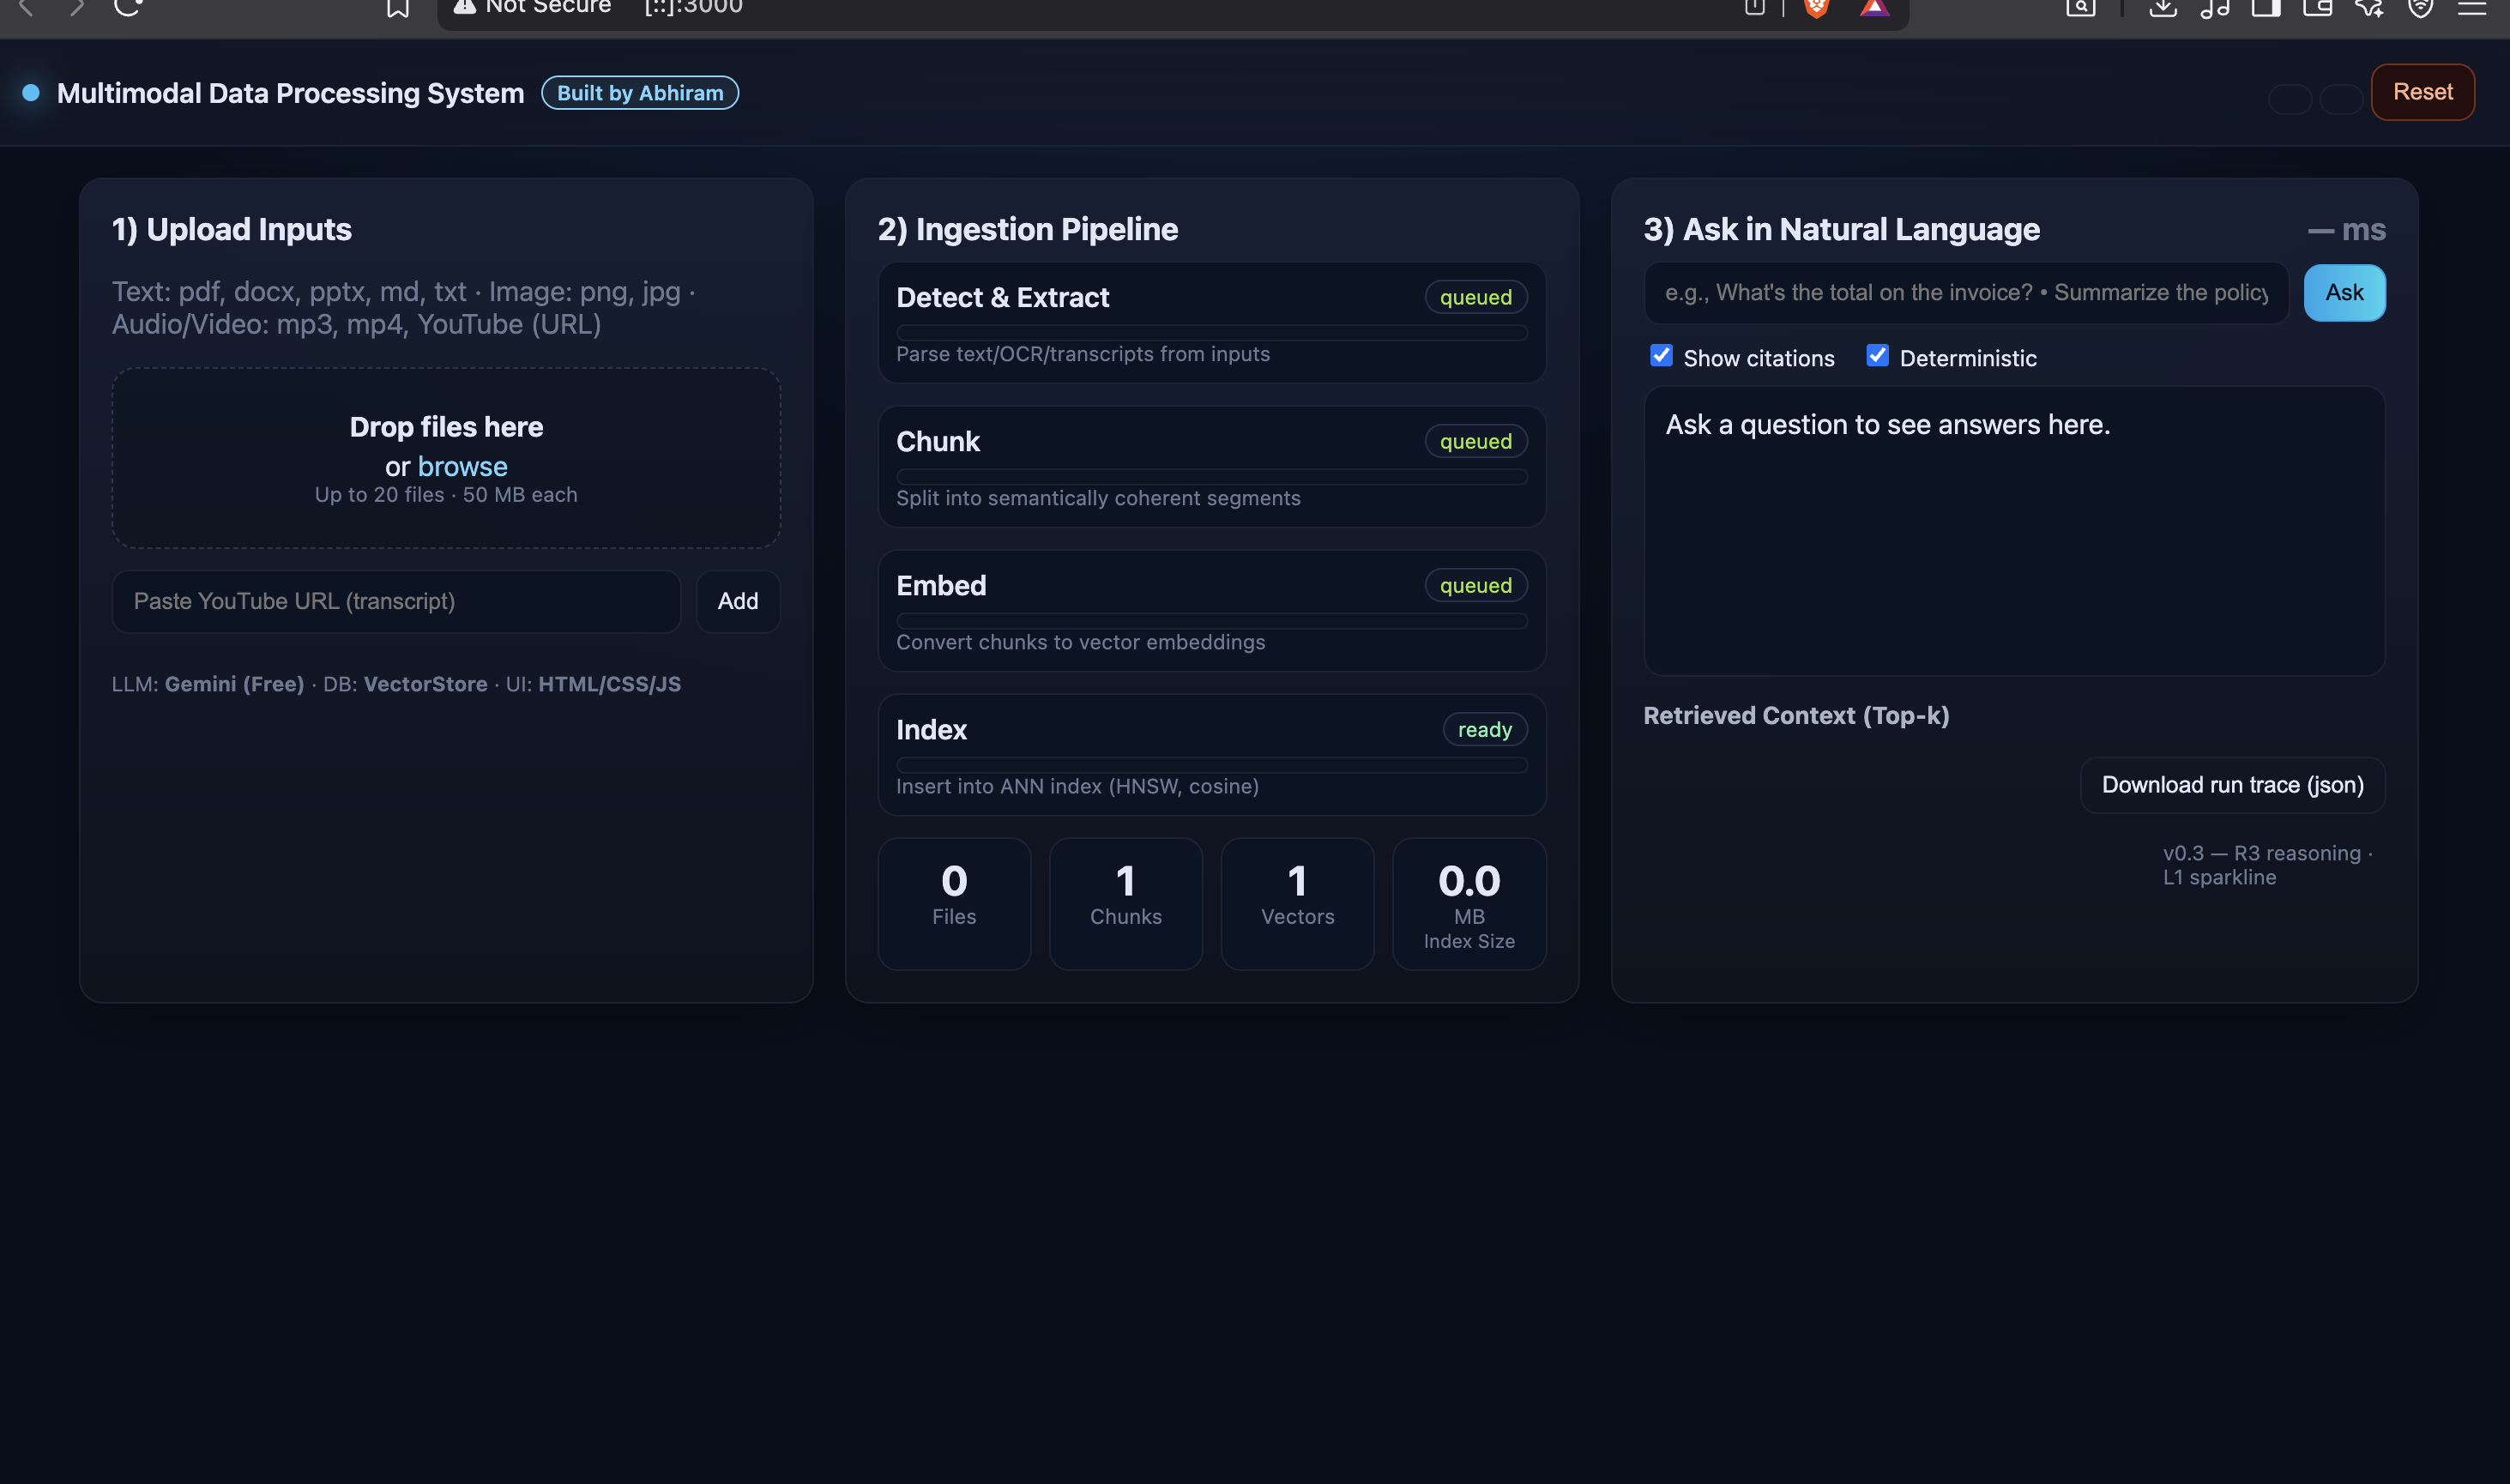 Not Secure [::]:3000
Multimodal Data Processing System Built by Abhiram
Reset
1) Upload Inputs
Text: pdf, docx, pptx, md, txt · Image: png, jpg ·
Audio/Video: mp3, mp4, YouTube (URL)
Drop files here
or browse
Up to 20 files · 50 MB each
Paste YouTube URL (transcript)
Add
LLM: Gemini (Free) · DB: VectorStore · UI: HTML/CSS/JS
2) Ingestion Pipeline
Detect & Extract queued
Parse text/OCR/transcripts from inputs
Chunk queued
Split into semantically coherent segments
Embed queued
Convert chunks to vector embeddings
Index ready
Insert into ANN index (HNSW, cosine)
0
Files
1
Chunks
1
Vectors
0.0
MB
Index Size
3) Ask in Natural Language — ms
e.g., What's the total on the invoice? • Summarize the policy
Ask
Show citations Deterministic
Ask a question to see answers here.
Retrieved Context (Top-k)
Download run trace (json)
v0.3 — R3 reasoning ·
L1 sparkline